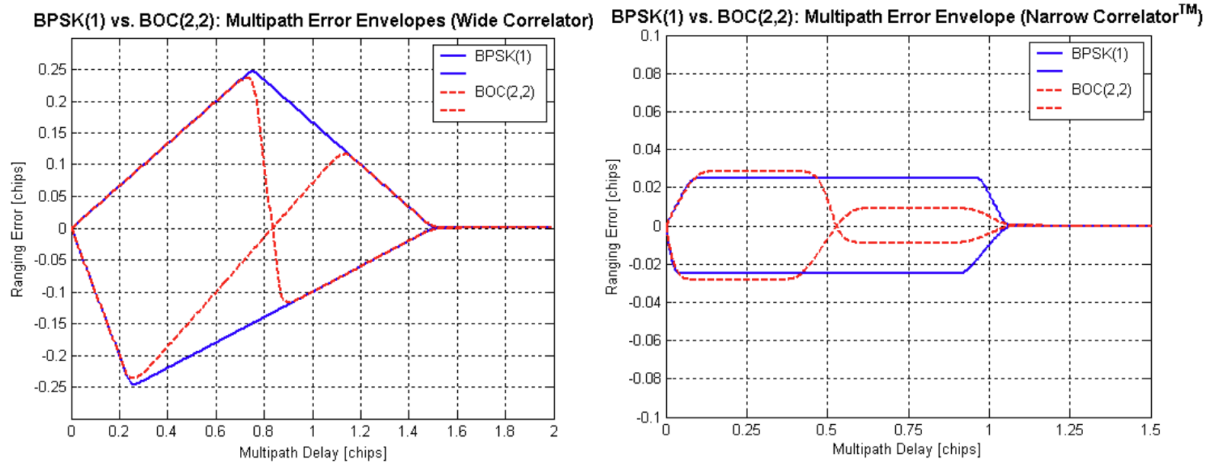 BPSK(1) vs. BOC(2,2): Multipath Error Envelopes (Wide Correlator)
0.25
0.2
0.15
0.1
0.05
0
-0.05
-0.1
-0.15
-0.2
-0.25
Ranging Error [chips]
BPSK(1)
BOC(2,2)
0 0.2 0.4 0.6 0.8 1 1.2 1.4 1.6 1.8 2
Multipath Delay [chips]
BPSK(1) vs. BOC(2,2): Multipath Error Envelope (Narrow Correlator™)
0.1
0.08
0.06
0.04
0.02
0
-0.02
-0.04
-0.06
-0.08
-0.1
Ranging Error [chips]
BPSK(1)
BOC(2,2)
0 0.25 0.5 0.75 1 1.25 1.5
Multipath Delay [chips]